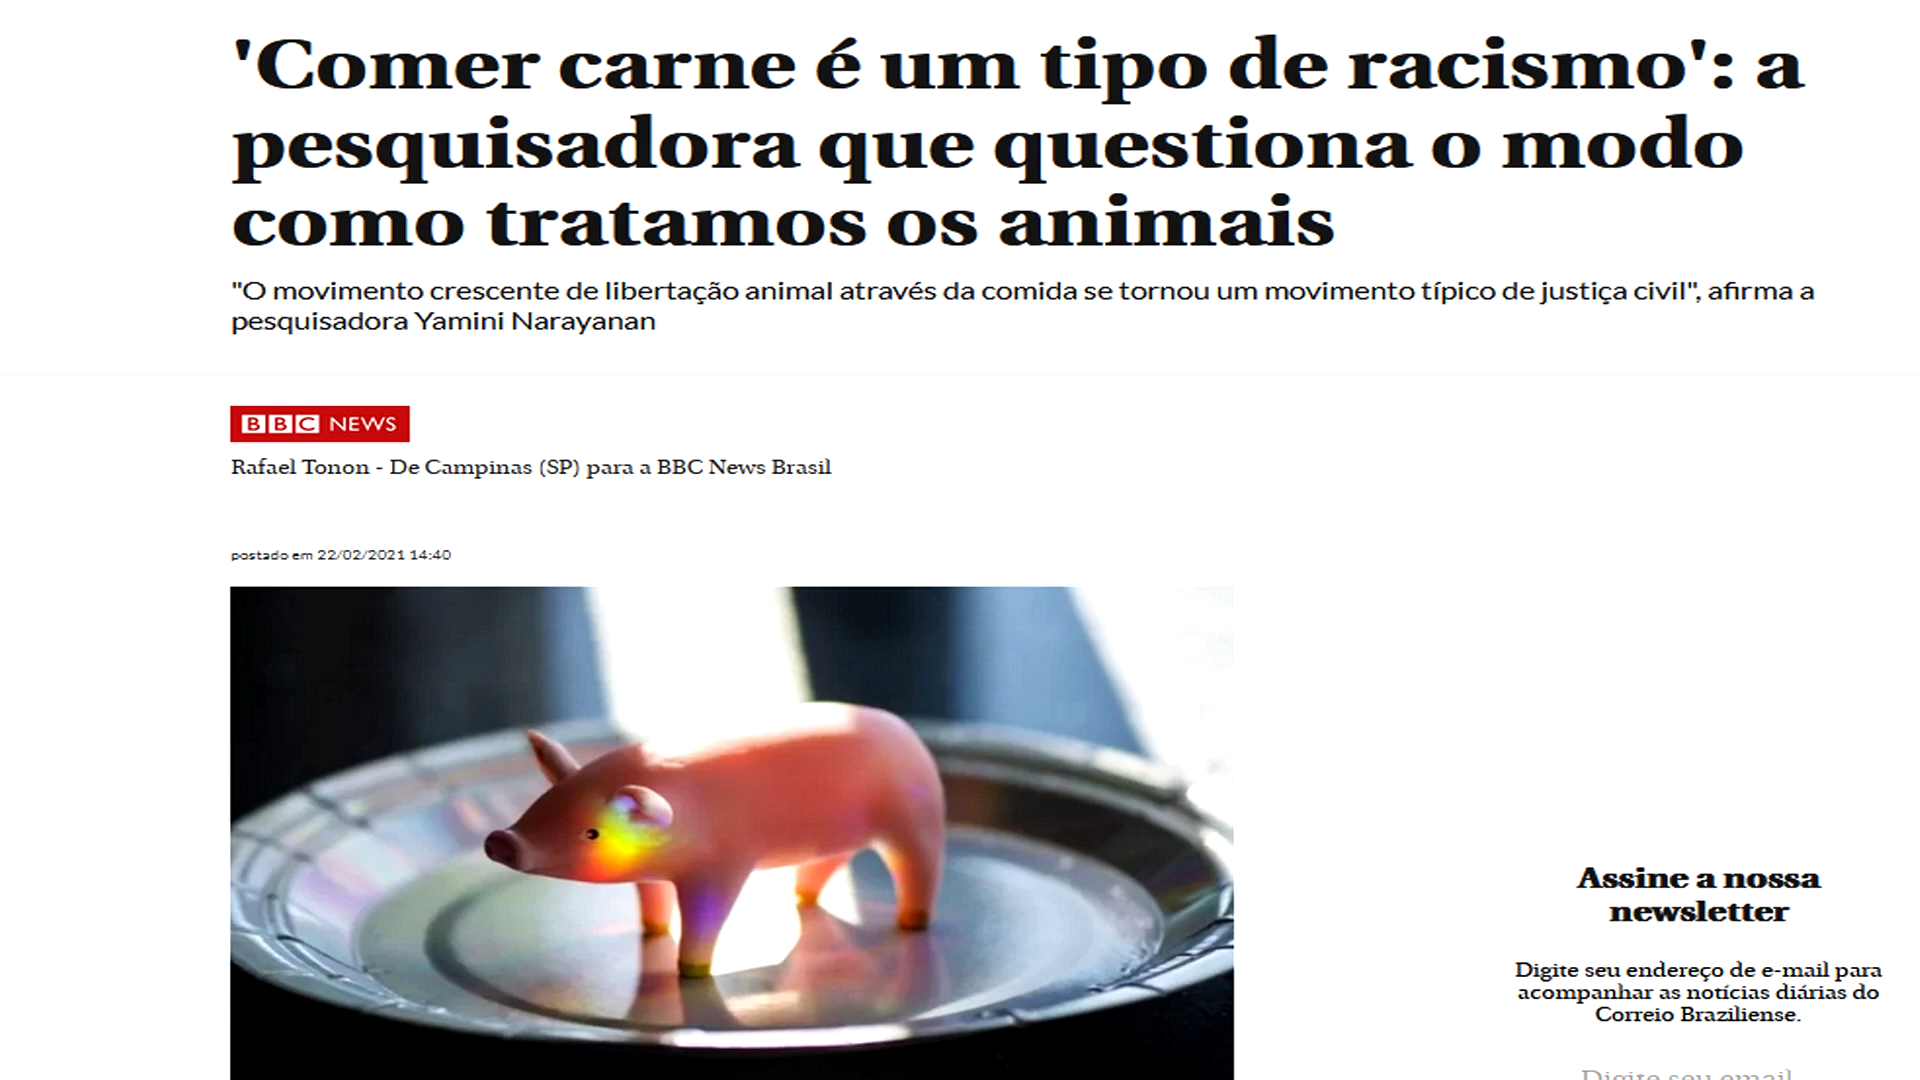 'Comer carne é um tipo de racismo': a
pesquisadora que questiona o modo
como tratamos os animais
"O movimento crescente de libertação animal através da comida se tornou um movimento típico de justiça civil", afirma a
pesquisadora Yamini Narayanan
BBC NEWS
Rafael Tonon - De Campinas (SP) para a BBC News Brasil
postado em 22/02/2021 14:40
Assine a nossa
newsletter
Digite seu endereço de e-mail para
acompanhar as notícias diárias do
Correio Braziliense.
Digite seu email